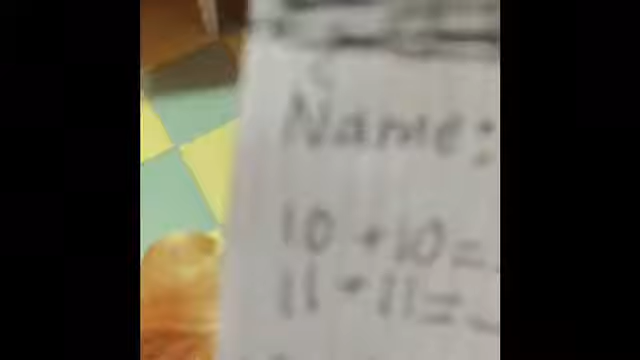 Name:
10 + 10 = _
11 + 11 = _